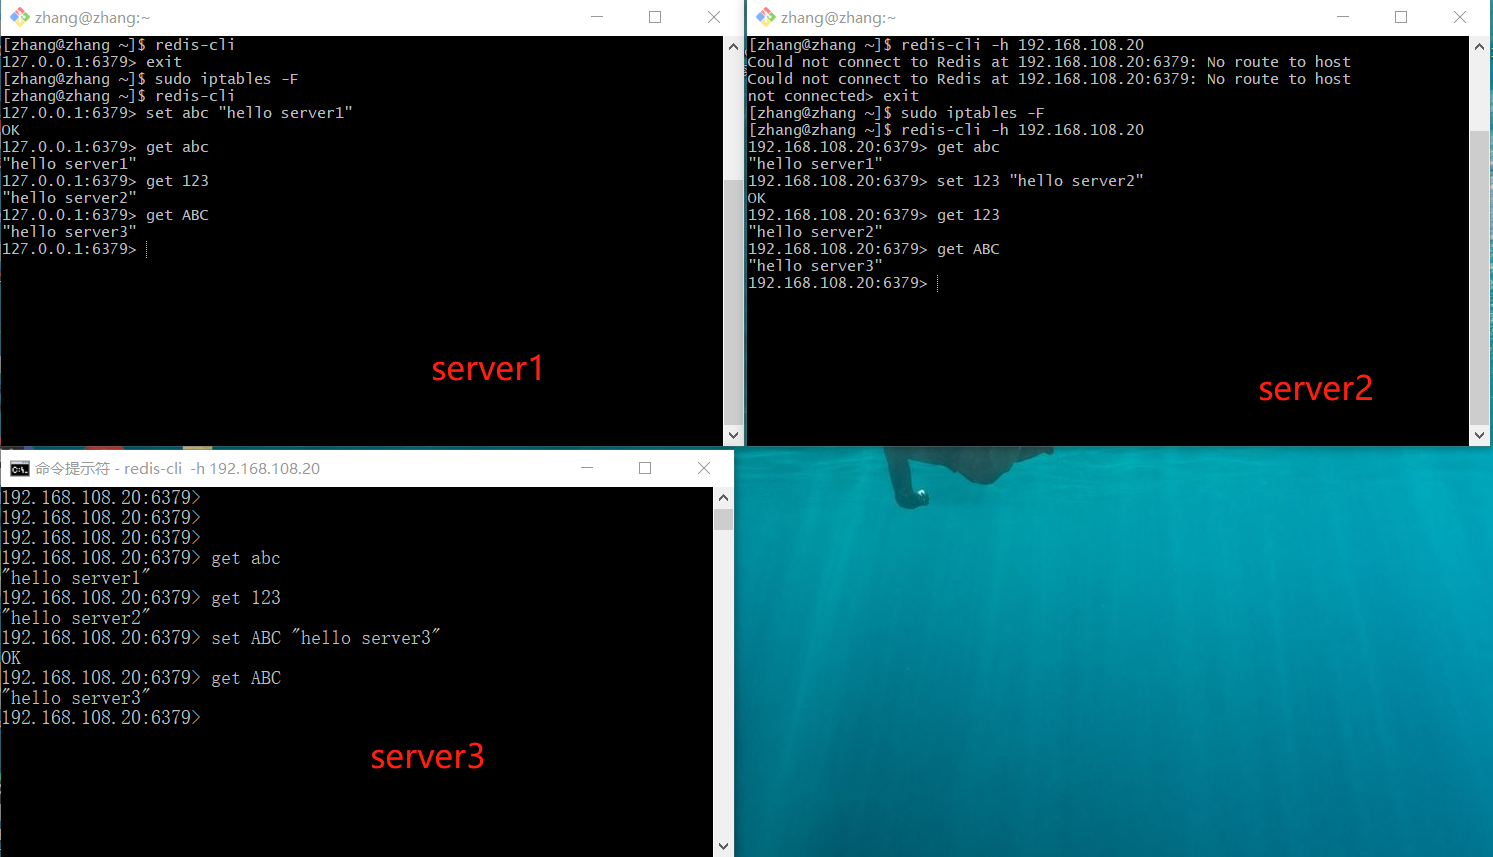 zhang@zhang:~
[zhang@zhang ~]$ redis-cli
127.0.0.1:6379> exit
[zhang@zhang ~]$ sudo iptables -F
[zhang@zhang ~]$ redis-cli
127.0.0.1:6379> set abc "hello server1"
OK
127.0.0.1:6379> get abc
"hello server1"
127.0.0.1:6379> get 123
"hello server2"
127.0.0.1:6379> get ABC
"hello server3"
127.0.0.1:6379>
server1
zhang@zhang:~
[zhang@zhang ~]$ redis-cli -h 192.168.108.20
Could not connect to Redis at 192.168.108.20:6379: No route to host
Could not connect to Redis at 192.168.108.20:6379: No route to host
not connected> exit
[zhang@zhang ~]$ sudo iptables -F
[zhang@zhang ~]$ redis-cli -h 192.168.108.20
192.168.108.20:6379> get abc
"hello server1"
192.168.108.20:6379> set 123 "hello server2"
OK
192.168.108.20:6379> get 123
"hello server2"
192.168.108.20:6379> get ABC
"hello server3"
192.168.108.20:6379>
server2
命令提示符 - redis-cli  -h 192.168.108.20
192.168.108.20:6379>
192.168.108.20:6379>
192.168.108.20:6379>
192.168.108.20:6379> get abc
"hello server1"
192.168.108.20:6379> get 123
"hello server2"
192.168.108.20:6379> set ABC "hello server3"
OK
192.168.108.20:6379> get ABC
"hello server3"
192.168.108.20:6379>
server3